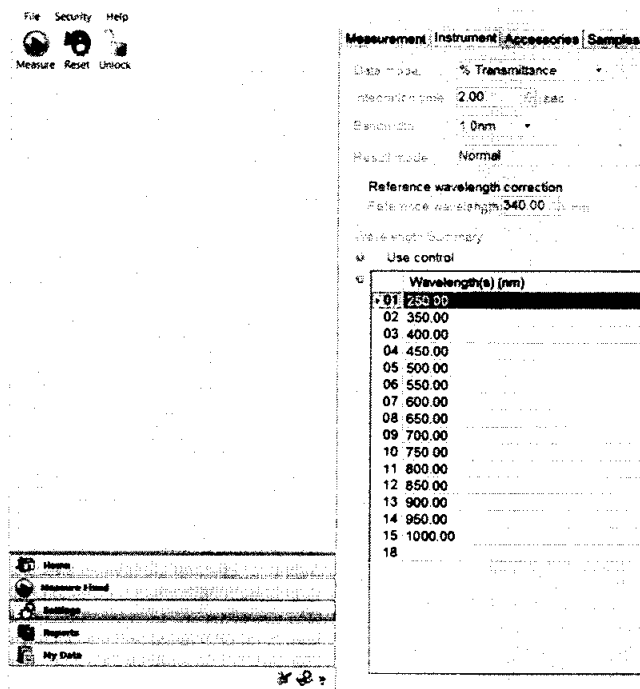 File Security Help
Measure Reset Unlock
Measurement Instrument Accessories Samples
Data mode % Transmittance
Integration time 2.00 sec
Bandwidth 1.0nm
Result mode Normal
Reference wavelength correction
Reference wavelength 340.00 nm
Wavelength Summary
Use control
Wavelength(s) (nm)
01 250.00
02 350.00
03 400.00
04 450.00
05 500.00
06 550.00
07 600.00
08 650.00
09 700.00
10 750.00
11 800.00
12 850.00
13 900.00
14 950.00
15 1000.00
18
Home
Measure Fixed
Settings
Reports
My Data